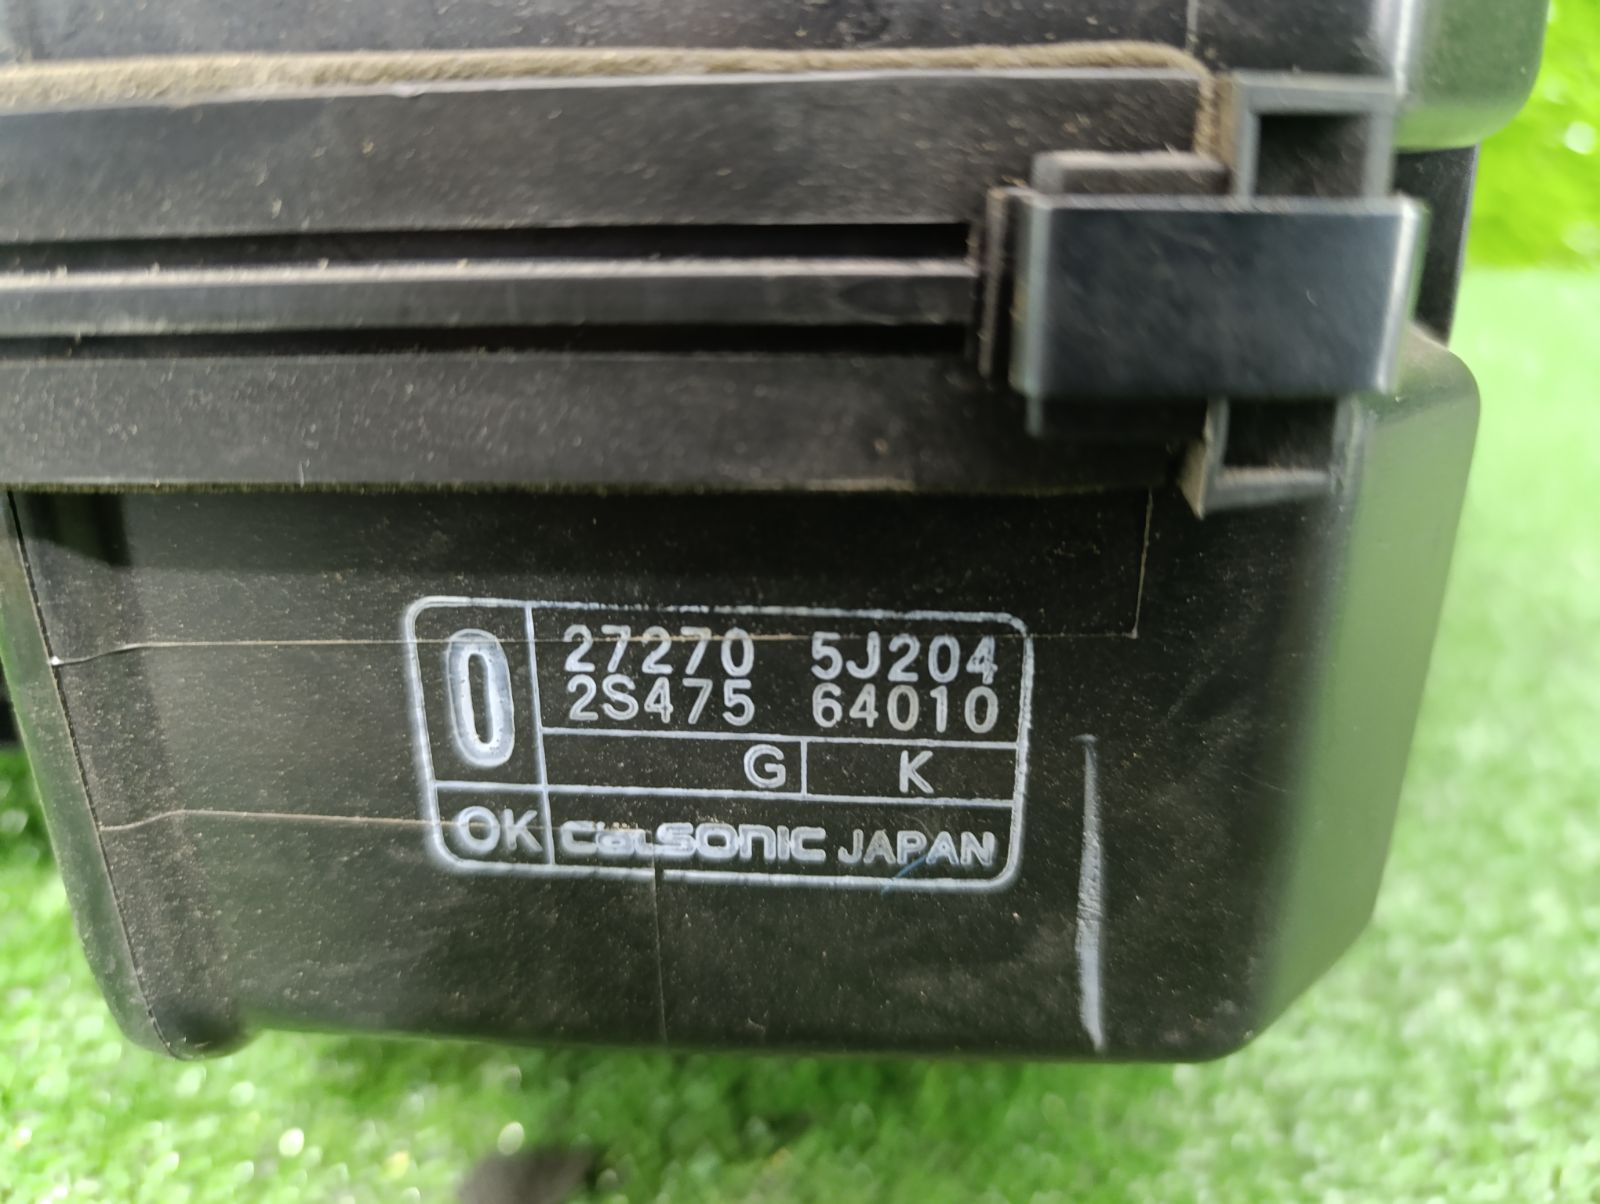 0
27270 5J204
2S475 64010
G K
OK CalSONIC JAPAN